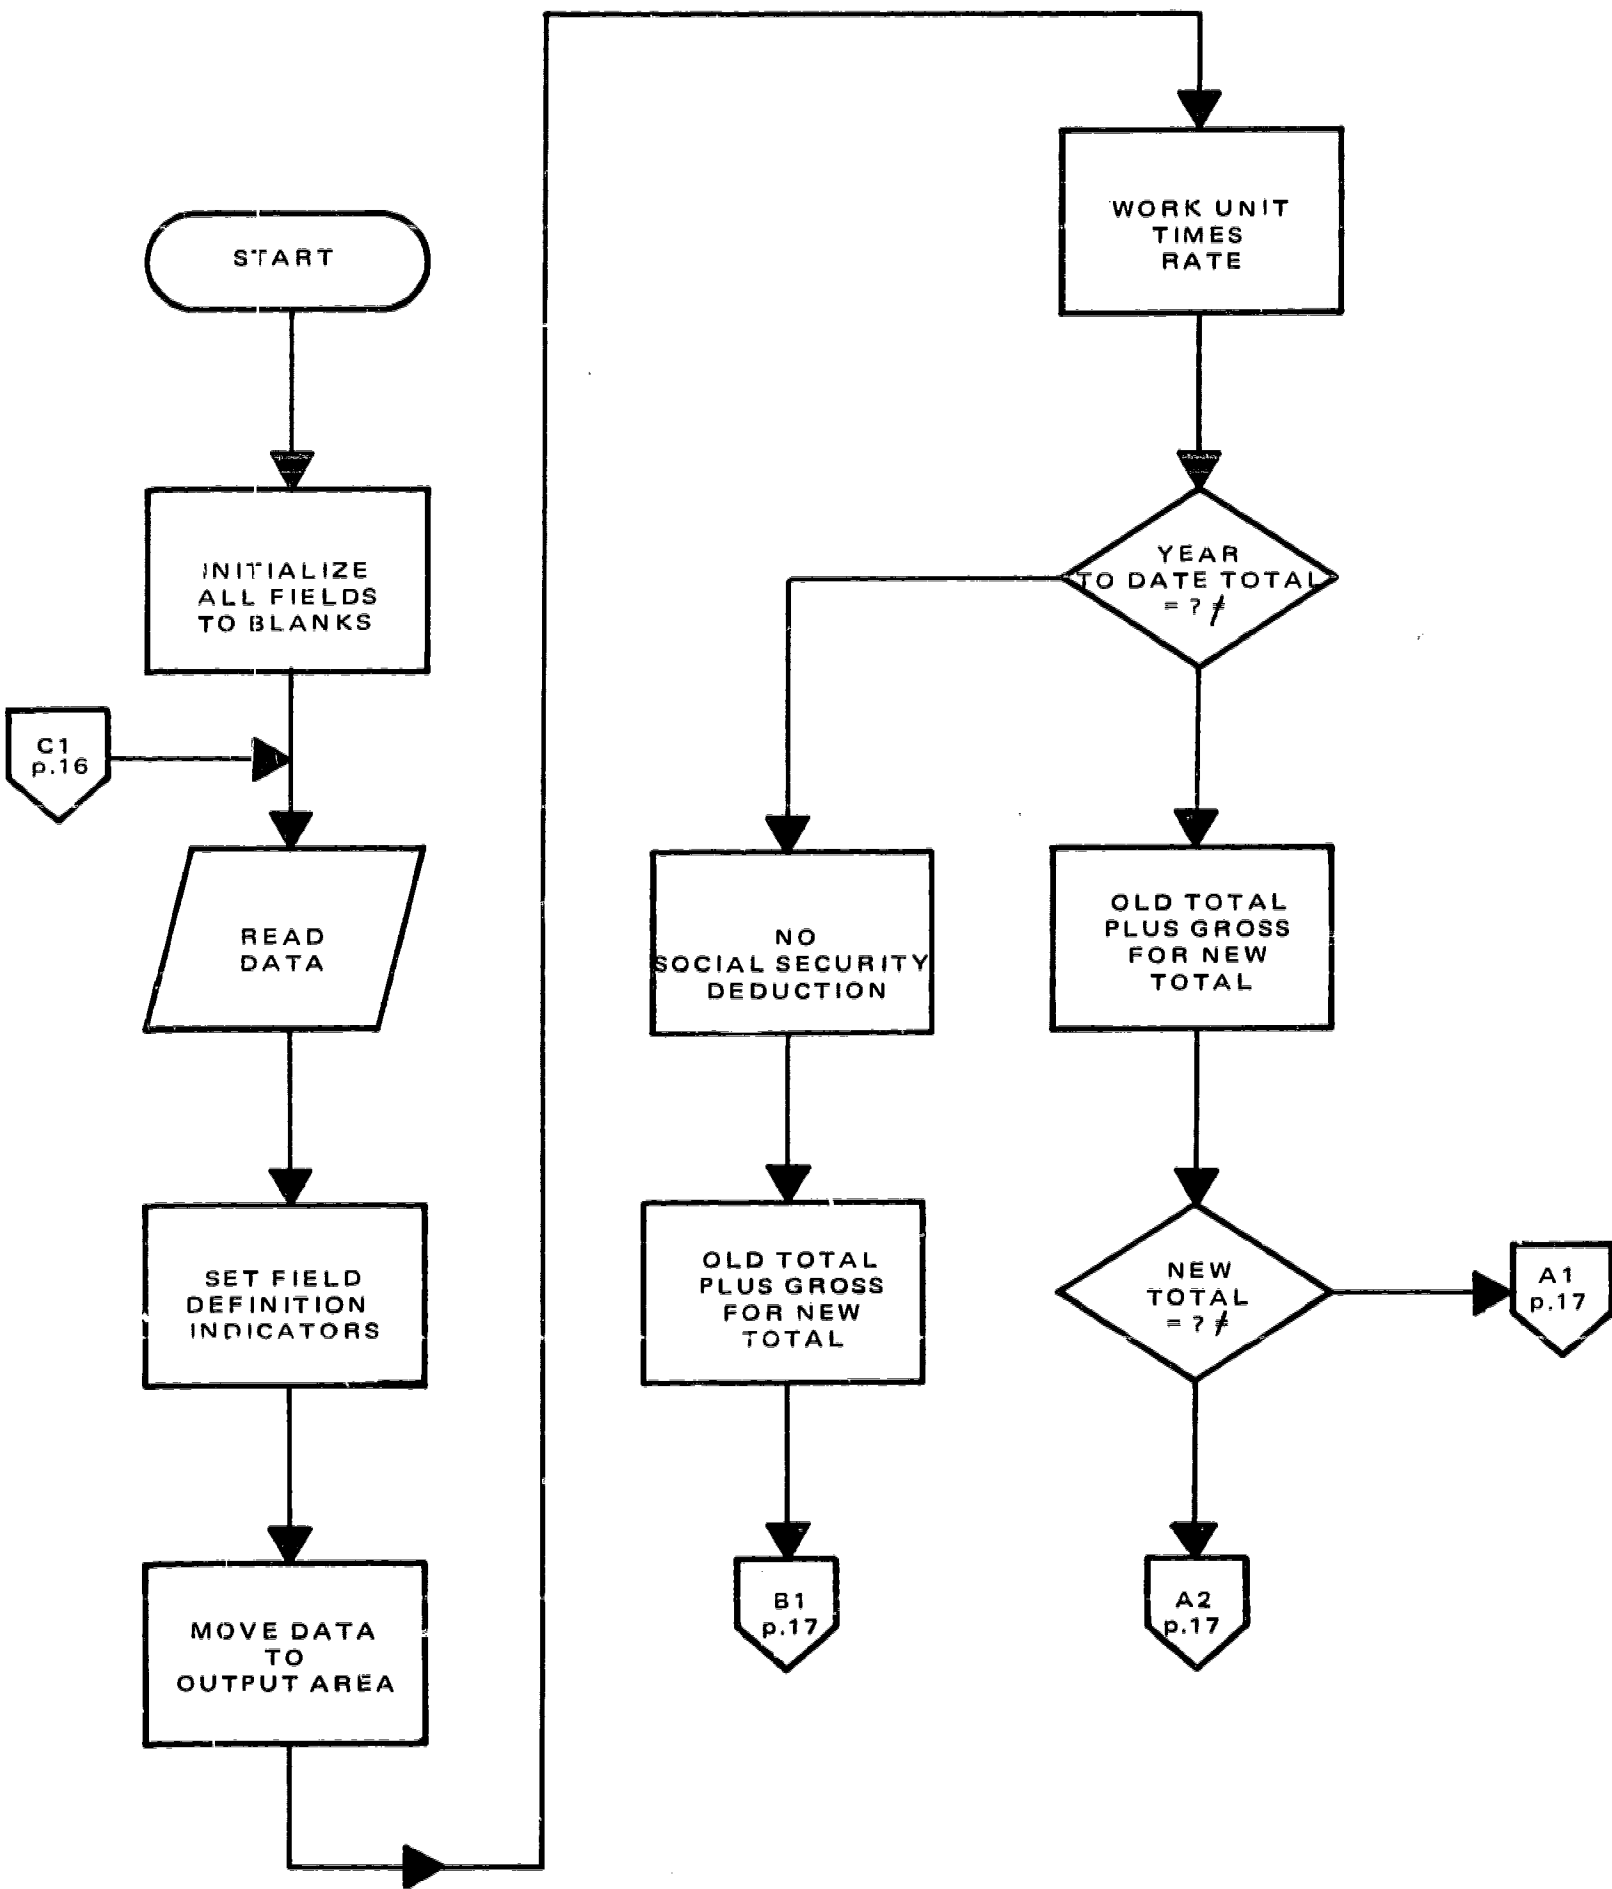 START
INITIALIZE
ALL FIELDS
TO BLANKS
C1
p.16
READ
DATA
SET FIELD
DEFINITION
INDICATORS
MOVE DATA
TO
OUTPUT AREA
WORK UNIT
TIMES
RATE
YEAR
TO DATE TOTAL
= ? ≠
NO
SOCIAL SECURITY
DEDUCTION
OLD TOTAL
PLUS GROSS
FOR NEW
TOTAL
B1
p.17
OLD TOTAL
PLUS GROSS
FOR NEW
TOTAL
NEW
TOTAL
= ? ≠
A1
p.17
A2
p.17